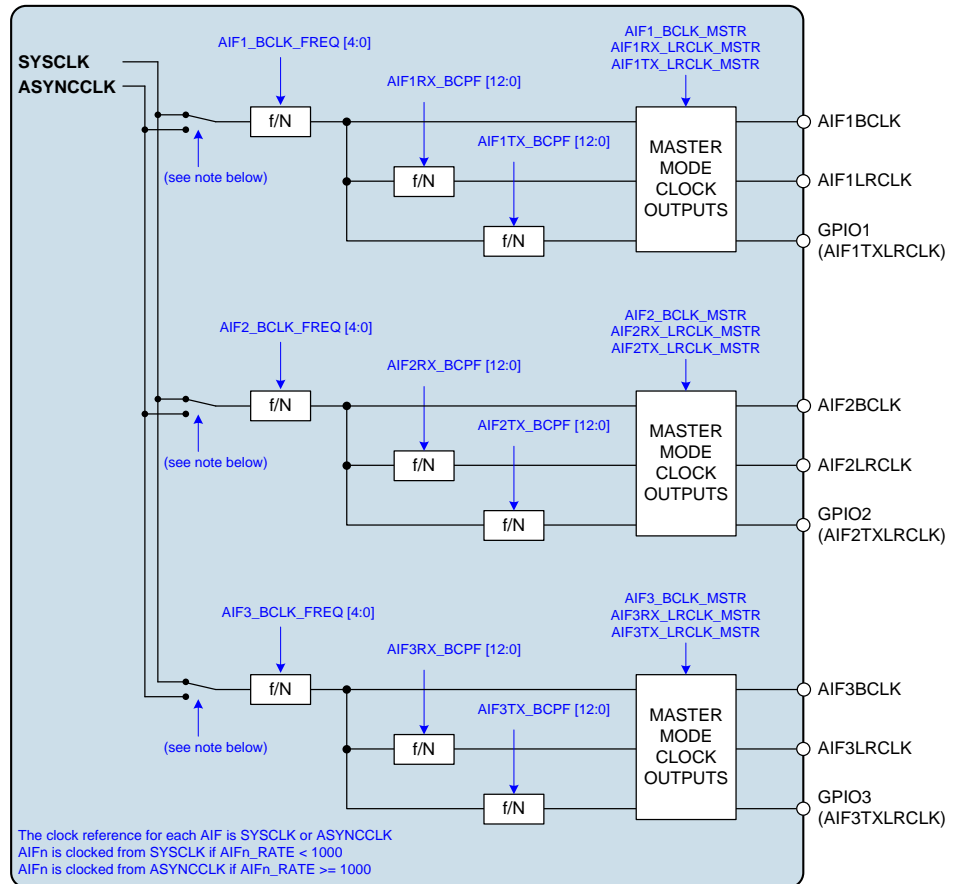 AIF1_BCLK_FREQ [4:0]
AIF1_BCLK_MSTR
AIF1RX_LRCLK_MSTR
AIF1TX_LRCLK_MSTR
SYSCLK
ASYNCCLK
AIF1RX_BCPF [12:0]
f/N
AIF1TX_BCPF [12:0]
AIF1BCLK
(see note below)
f/N
MASTER
MODE
CLOCK
OUTPUTS
AIF1LRCLK
f/N
GPIO1
(AIF1TXLRCLK)
AIF2_BCLK_FREQ [4:0]
AIF2_BCLK_MSTR
AIF2RX_LRCLK_MSTR
AIF2TX_LRCLK_MSTR
AIF2RX_BCPF [12:0]
f/N
AIF2TX_BCPF [12:0]
AIF2BCLK
(see note below)
f/N
MASTER
MODE
CLOCK
OUTPUTS
AIF2LRCLK
f/N
GPIO2
(AIF2TXLRCLK)
AIF3_BCLK_FREQ [4:0]
AIF3_BCLK_MSTR
AIF3RX_LRCLK_MSTR
AIF3TX_LRCLK_MSTR
AIF3RX_BCPF [12:0]
f/N
AIF3TX_BCPF [12:0]
AIF3BCLK
(see note below)
f/N
MASTER
MODE
CLOCK
OUTPUTS
AIF3LRCLK
f/N
GPIO3
(AIF3TXLRCLK)
The clock reference for each AIF is SYSCLK or ASYNCCLK
AIFn is clocked from SYSCLK if AIFn_RATE < 1000
AIFn is clocked from ASYNCCLK if AIFn_RATE >= 1000